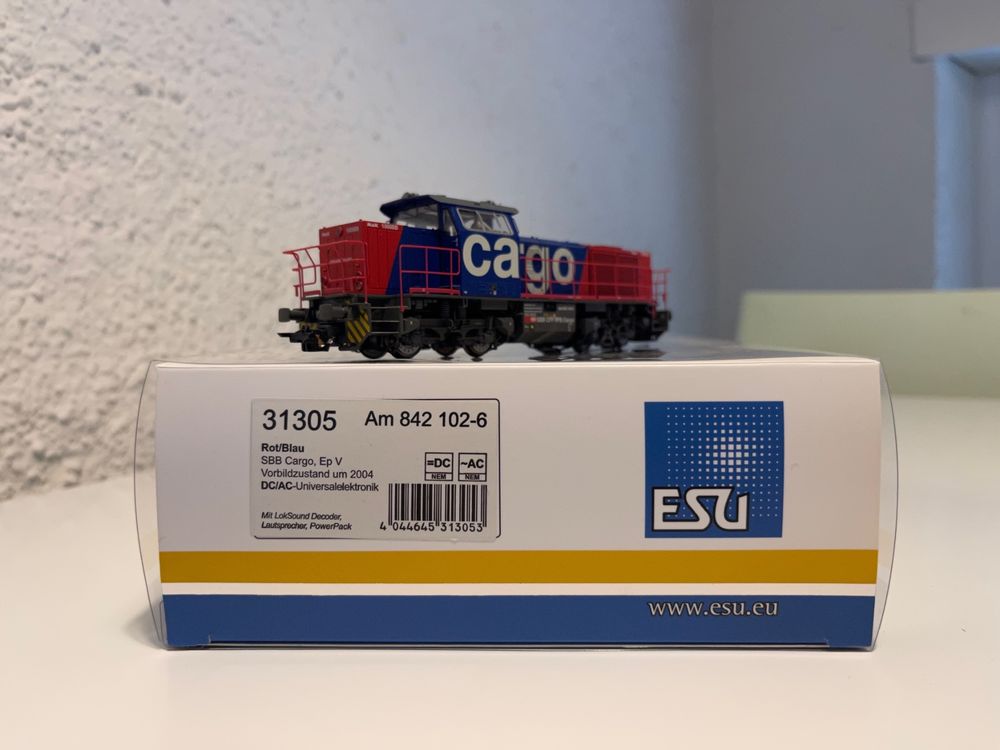 cargo
31305 Am 842 102-6
Rot/Blau
SBB Cargo, Ep V
Vorbildzustand um 2004
DC/AC-Universalelektronik
=DC
NEM
~AC
NEM
Mit LokSound Decoder,
Lautsprecher, PowerPack
4 044645 313053
ESU
www.esu.eu